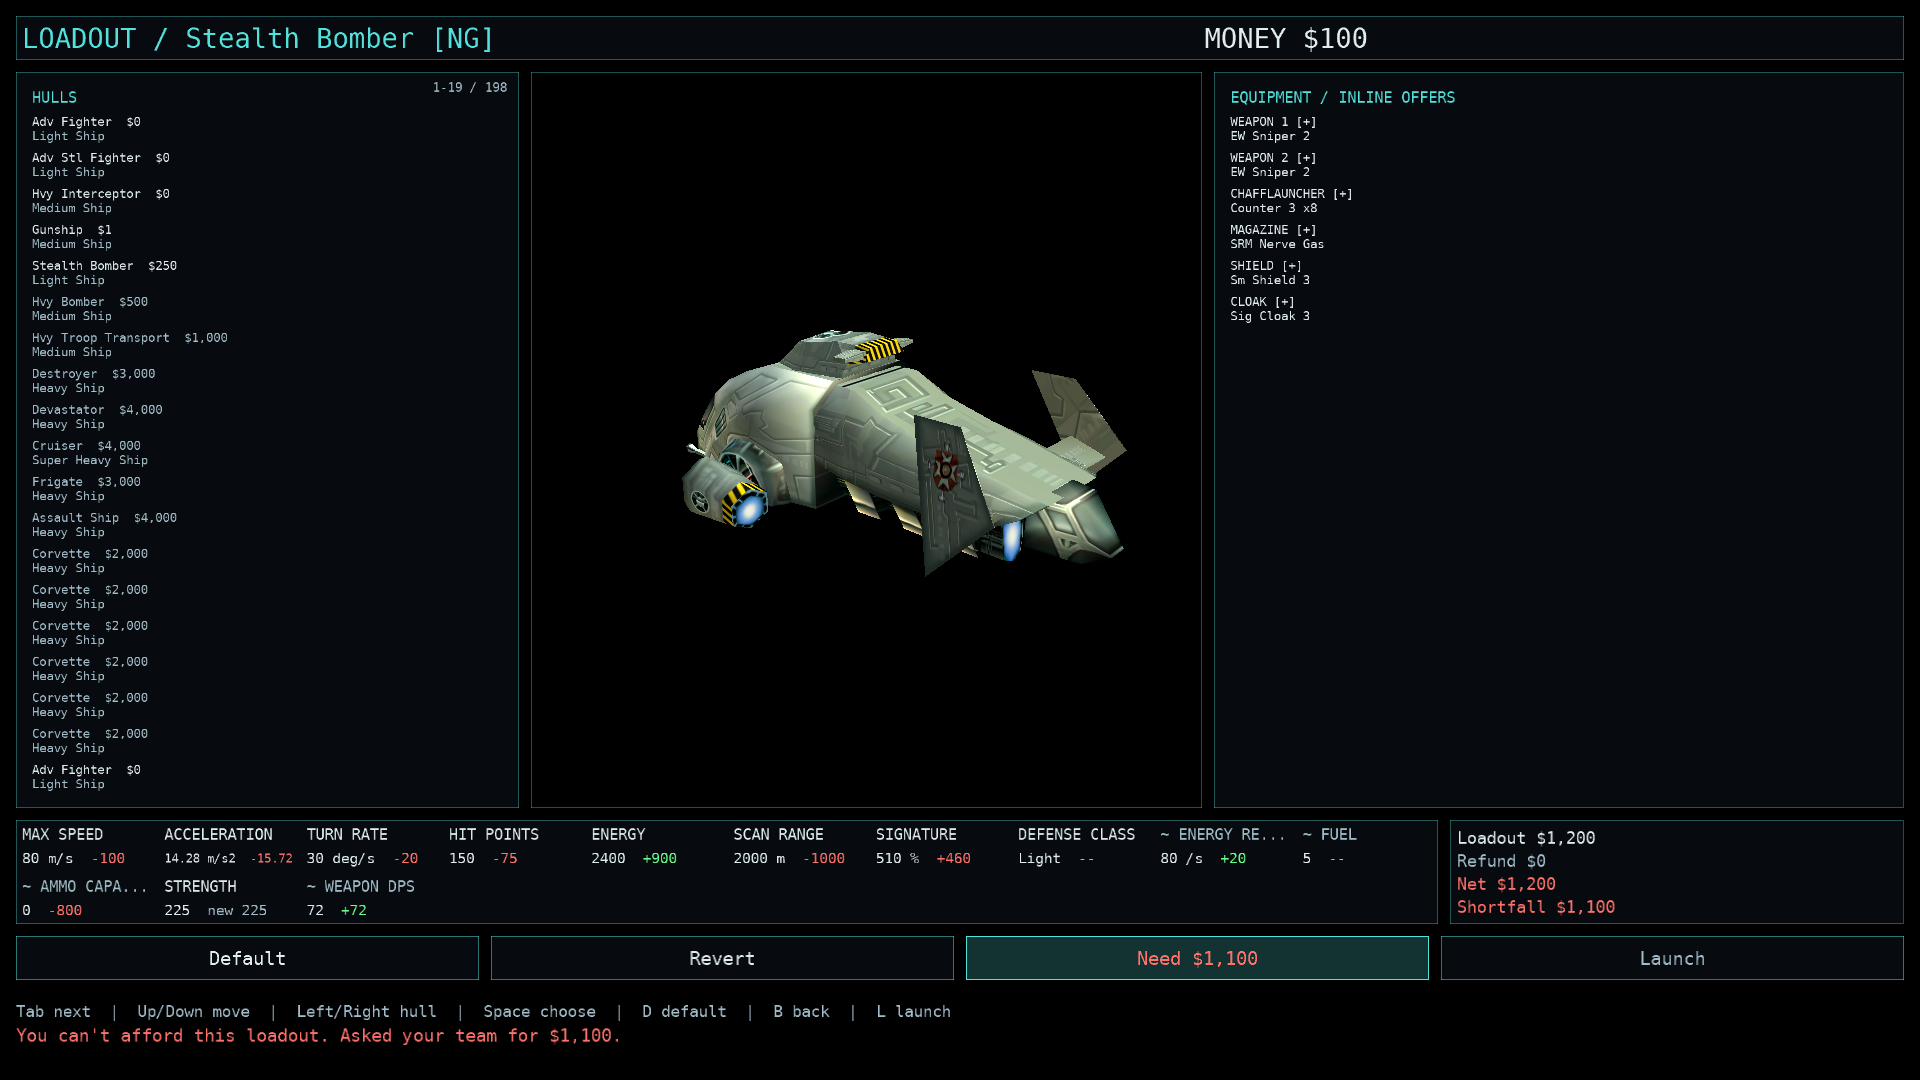 LOADOUT / Stealth Bomber [NG]
MONEY $100
HULLS
1-19 / 198
Adv Fighter  $0
Light Ship
Adv Stl Fighter  $0
Light Ship
Hvy Interceptor  $0
Medium Ship
Gunship  $1
Medium Ship
Stealth Bomber  $250
Light Ship
Hvy Bomber  $500
Medium Ship
Hvy Troop Transport  $1,000
Medium Ship
Destroyer  $3,000
Heavy Ship
Devastator  $4,000
Heavy Ship
Cruiser  $4,000
Super Heavy Ship
Frigate  $3,000
Heavy Ship
Assault Ship  $4,000
Heavy Ship
Corvette  $2,000
Heavy Ship
Corvette  $2,000
Heavy Ship
Corvette  $2,000
Heavy Ship
Corvette  $2,000
Heavy Ship
Corvette  $2,000
Heavy Ship
Corvette  $2,000
Heavy Ship
Adv Fighter  $0
Light Ship
EQUIPMENT / INLINE OFFERS
WEAPON 1 [+]
EW Sniper 2
WEAPON 2 [+]
EW Sniper 2
CHAFFLAUNCHER [+]
Counter 3 x8
MAGAZINE [+]
SRM Nerve Gas
SHIELD [+]
Sm Shield 3
CLOAK [+]
Sig Cloak 3
MAX SPEED  ACCELERATION  TURN RATE  HIT POINTS  ENERGY  SCAN RANGE  SIGNATURE  DEFENSE CLASS  ~ ENERGY RE...  ~ FUEL
80 m/s  -100  14.28 m/s2  -15.72  30 deg/s  -20  150  -75  2400  +900  2000 m  -1000  510 %  +460  Light  --  80 /s  +20  5  --
~ AMMO CAPA...  STRENGTH  ~ WEAPON DPS
0  -800  225  new 225  72  +72
Loadout $1,200
Refund $0
Net $1,200
Shortfall $1,100
Default
Revert
Need $1,100
Launch
Tab next  |  Up/Down move  |  Left/Right hull  |  Space choose  |  D default  |  B back  |  L launch
You can't afford this loadout. Asked your team for $1,100.